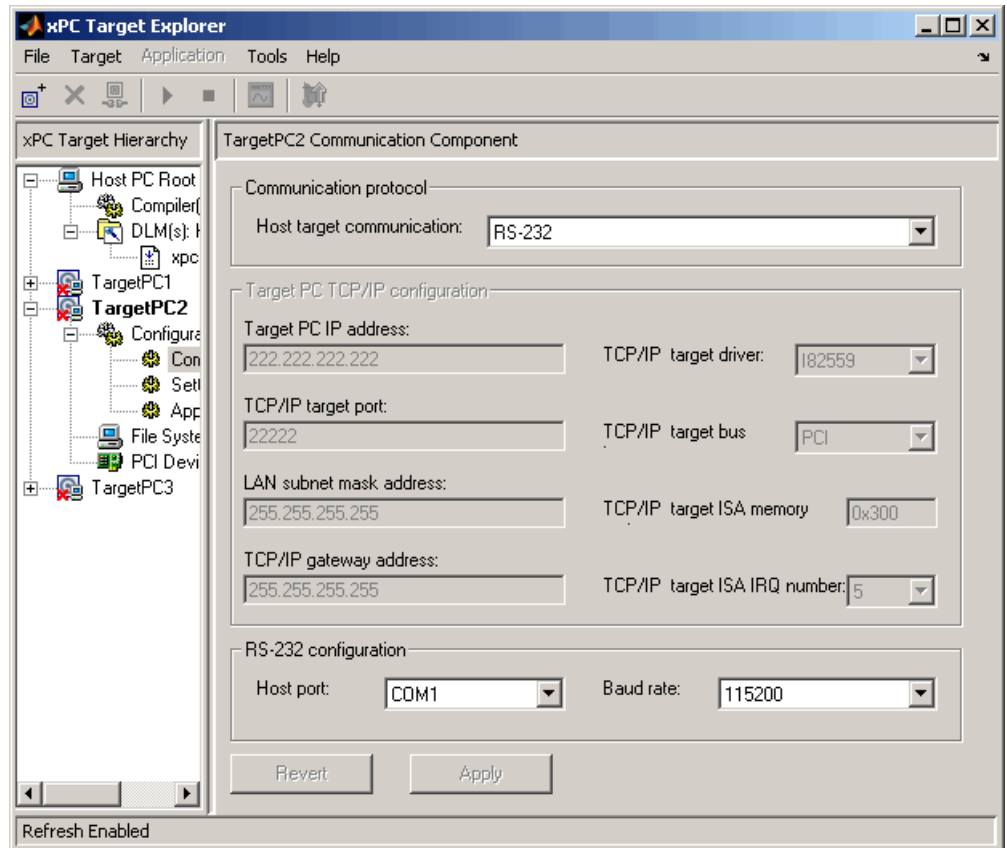 xPC Target Explorer
File Target Application Tools Help
xPC Target Hierarchy
TargetPC2 Communication Component
Host PC Root
Compiler(
DLM(s): H
xpc
TargetPC1
TargetPC2
Configura
Con
Sett
App
File Syste
PCI Devi
TargetPC3
Communication protocol
Host target communication: RS-232
Target PC TCP/IP configuration
Target PC IP address:
222.222.222.222
TCP/IP target driver: I82559
TCP/IP target port:
22222
TCP/IP target bus PCI
LAN subnet mask address:
255.255.255.255
TCP/IP target ISA memory 0x300
TCP/IP gateway address:
255.255.255.255
TCP/IP target ISA IRQ number: 5
RS-232 configuration
Host port: COM1 Baud rate: 115200
Revert Apply
Refresh Enabled